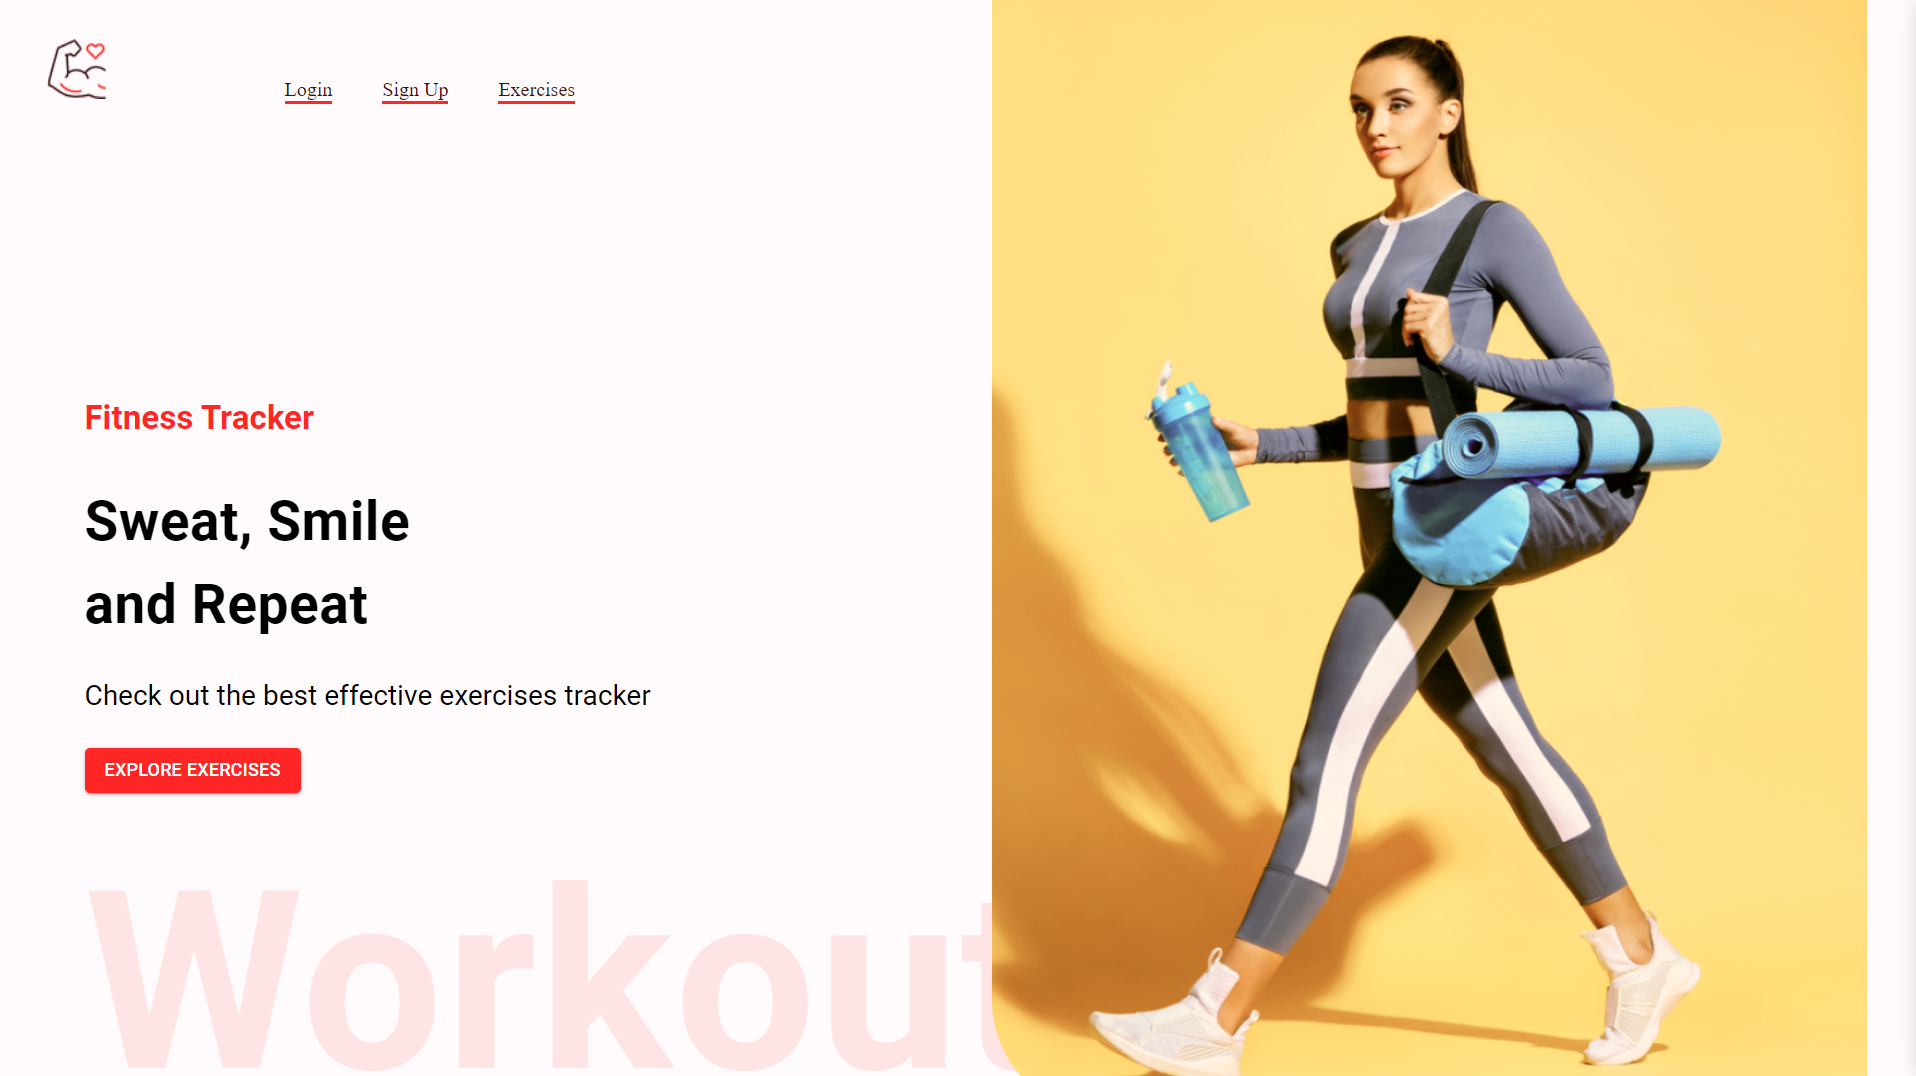 Login Sign Up Exercises
Fitness Tracker
Sweat, Smile
and Repeat
Check out the best effective exercises tracker
EXPLORE EXERCISES
Workout